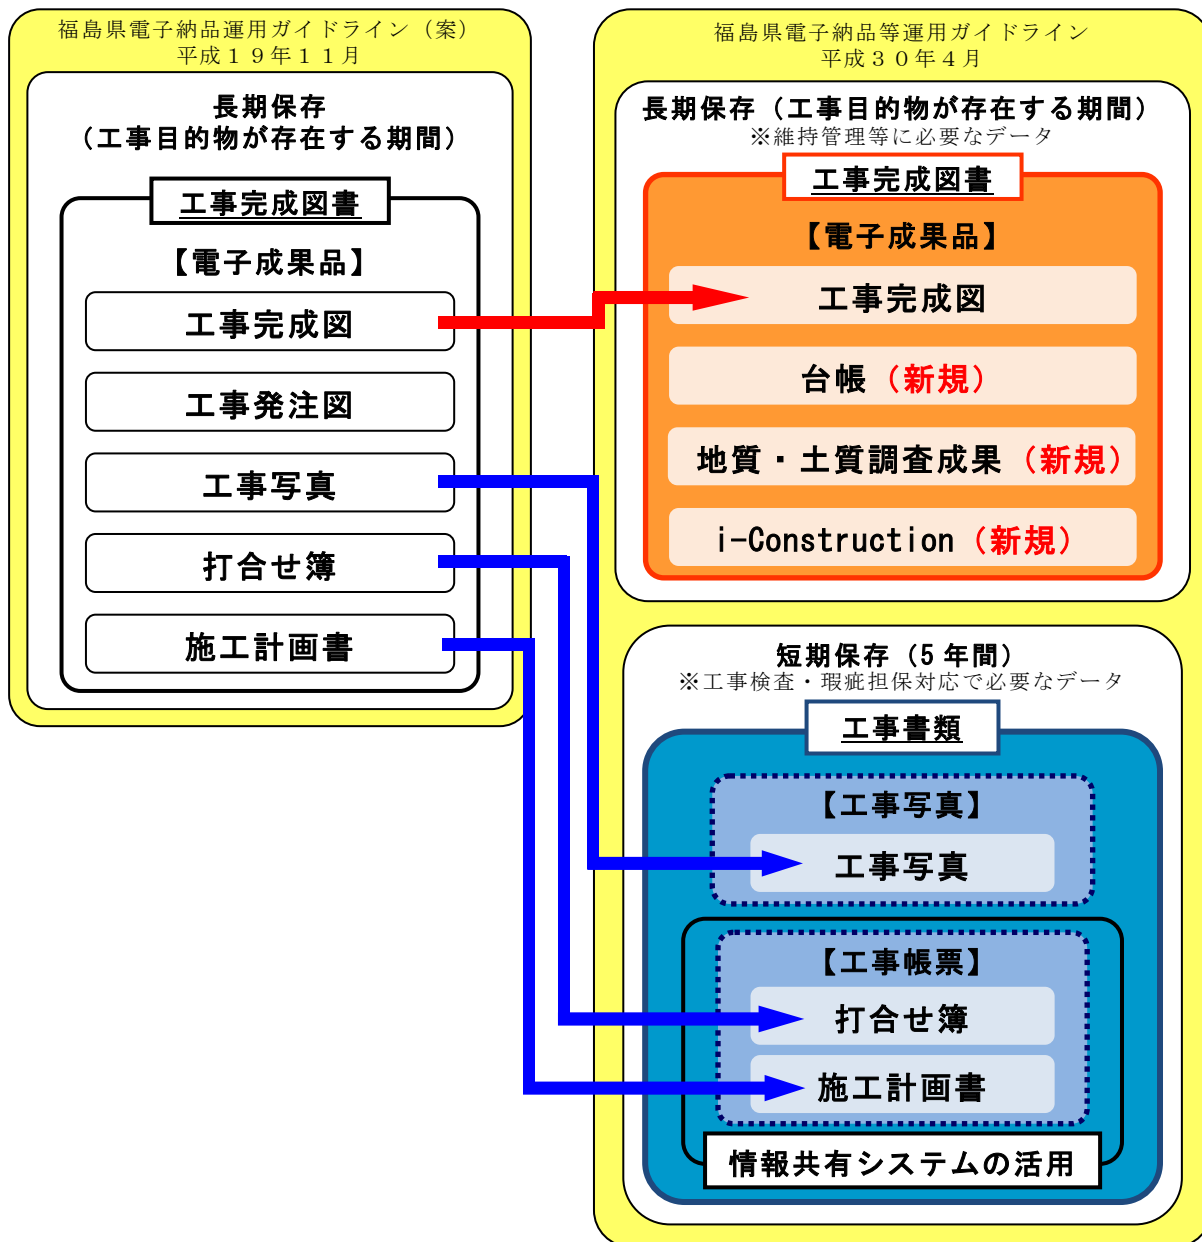 福島県電子納品運用ガイドライン（案）
平成１９年１１月
長期保存
（工事目的物が存在する期間）
工事完成図書
【電子成果品】
工事完成図
工事発注図
工事写真
打合せ簿
施工計画書
福島県電子納品等運用ガイドライン
平成３０年４月
長期保存（工事目的物が存在する期間）
※維持管理等に必要なデータ
工事完成図書
【電子成果品】
工事完成図
台帳（新規）
地質・土質調査成果（新規）
i-Construction（新規）
短期保存（5年間）
※工事検査・瑕疵担保対応で必要なデータ
工事書類
【工事写真】
工事写真
【工事帳票】
打合せ簿
施工計画書
情報共有システムの活用